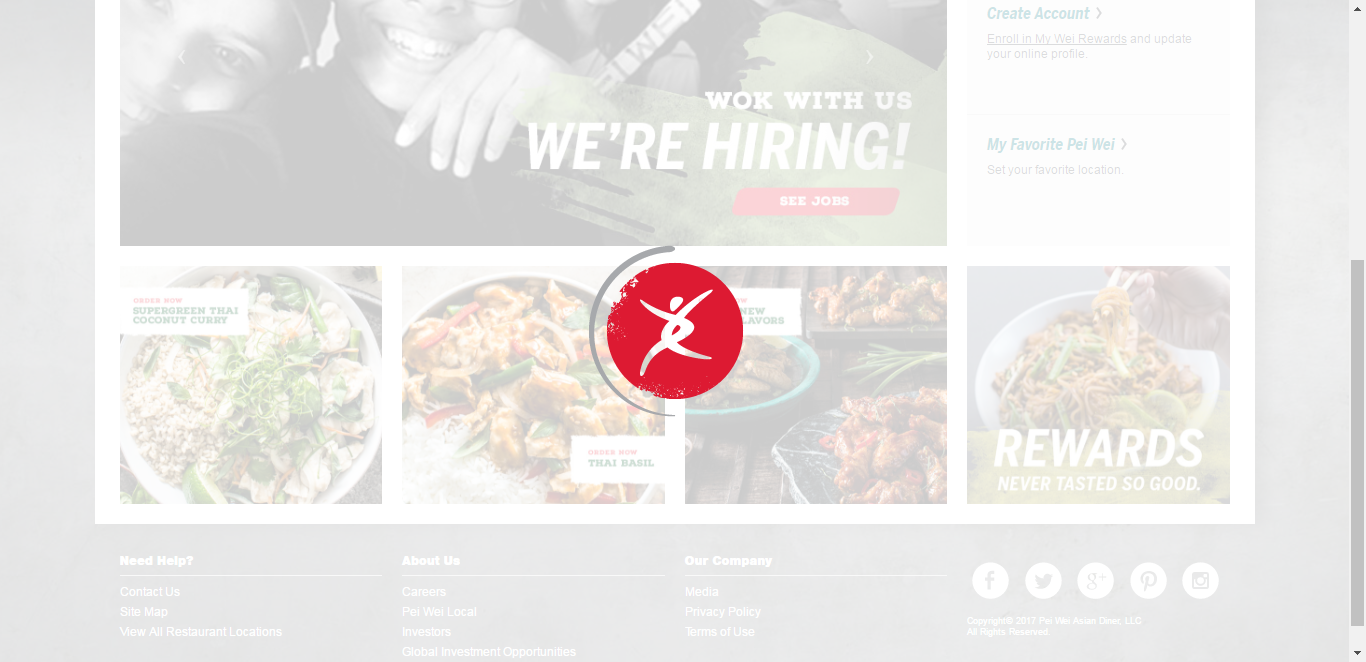 Create Account
Enroll in My Wei Rewards and update
your online profile.
WOK WITH US
WE'RE HIRING!
SEE JOBS
My Favorite Pei Wei
Set your favorite location.
ORDER NOW
SUPERGREEN THAI
COCONUT CURRY
ORDER NOW
THAI BASIL
NEW
REWARDS
NEVER TASTED SO GOOD.
Need Help?
Contact Us
Site Map
View All Restaurant Locations
About Us
Careers
Pei Wei Local
Investors
Global Investment Opportunities
Our Company
Media
Privacy Policy
Terms of Use
Copyright© 2017 Pei Wei Asian Diner, LLC
All Rights Reserved